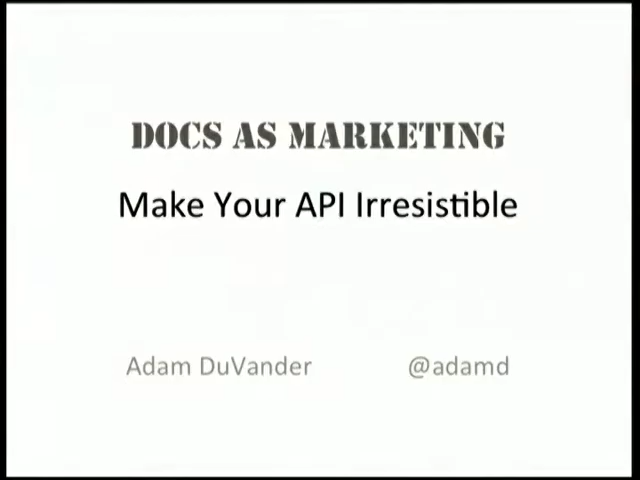 DOCS AS MARKETING
Make Your API Irresistible
Adam DuVander @adamd